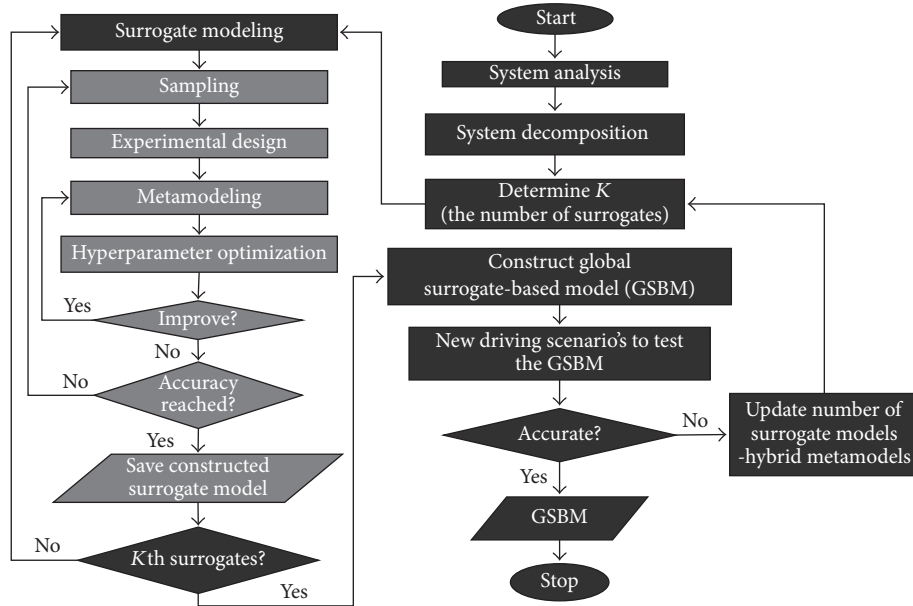 Start
System analysis
System decomposition
Determine K
(the number of surrogates)
Surrogate modeling
Sampling
Experimental design
Metamodeling
Hyperparameter optimization
Improve?
Yes
No
Accuracy
reached?
No
Yes
Save constructed
surrogate model
Kth surrogates?
No
Yes
Construct global
surrogate-based model (GSBM)
New driving scenario's to test
the GSBM
Accurate?
No
Update number of
surrogate models
-hybrid metamodels
Yes
GSBM
Stop